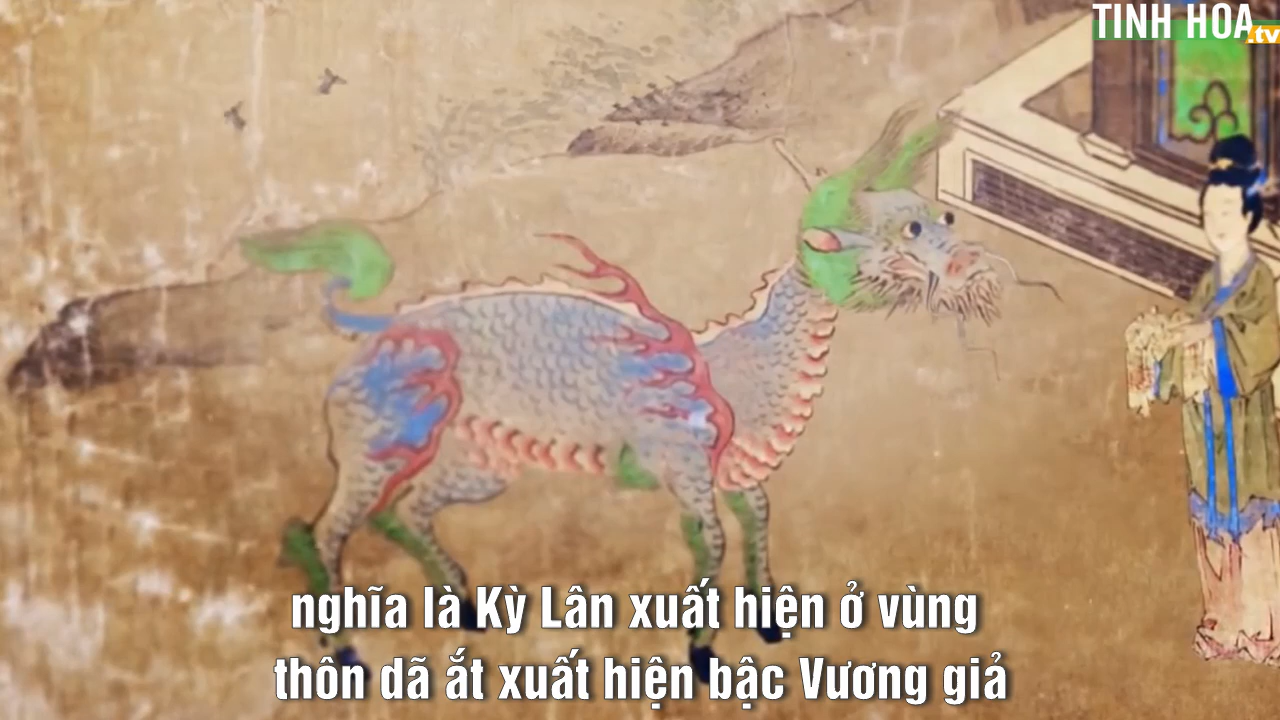 TINH HOA
.tv
nghĩa là Kỳ Lân xuất hiện ở vùng
thôn dã ắt xuất hiện bậc Vương giả